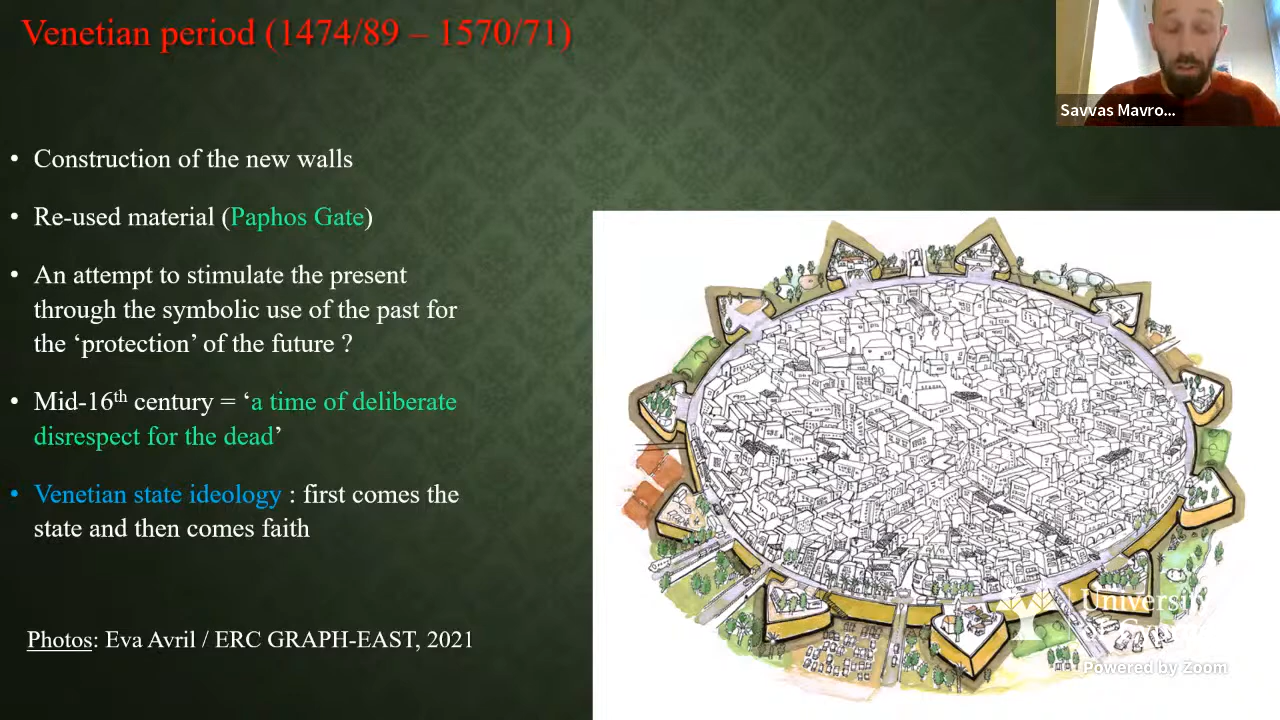 Venetian period (1474/89 – 1570/71)
Savvas Mavro...
• Construction of the new walls
• Re-used material (Paphos Gate)
• An attempt to stimulate the present
through the symbolic use of the past for
the ‘protection’ of the future ?
• Mid-16th century = ‘a time of deliberate
disrespect for the dead’
• Venetian state ideology : first comes the
state and then comes faith
Photos: Eva Avril / ERC GRAPH-EAST, 2021
University
of
Powered by Zoom